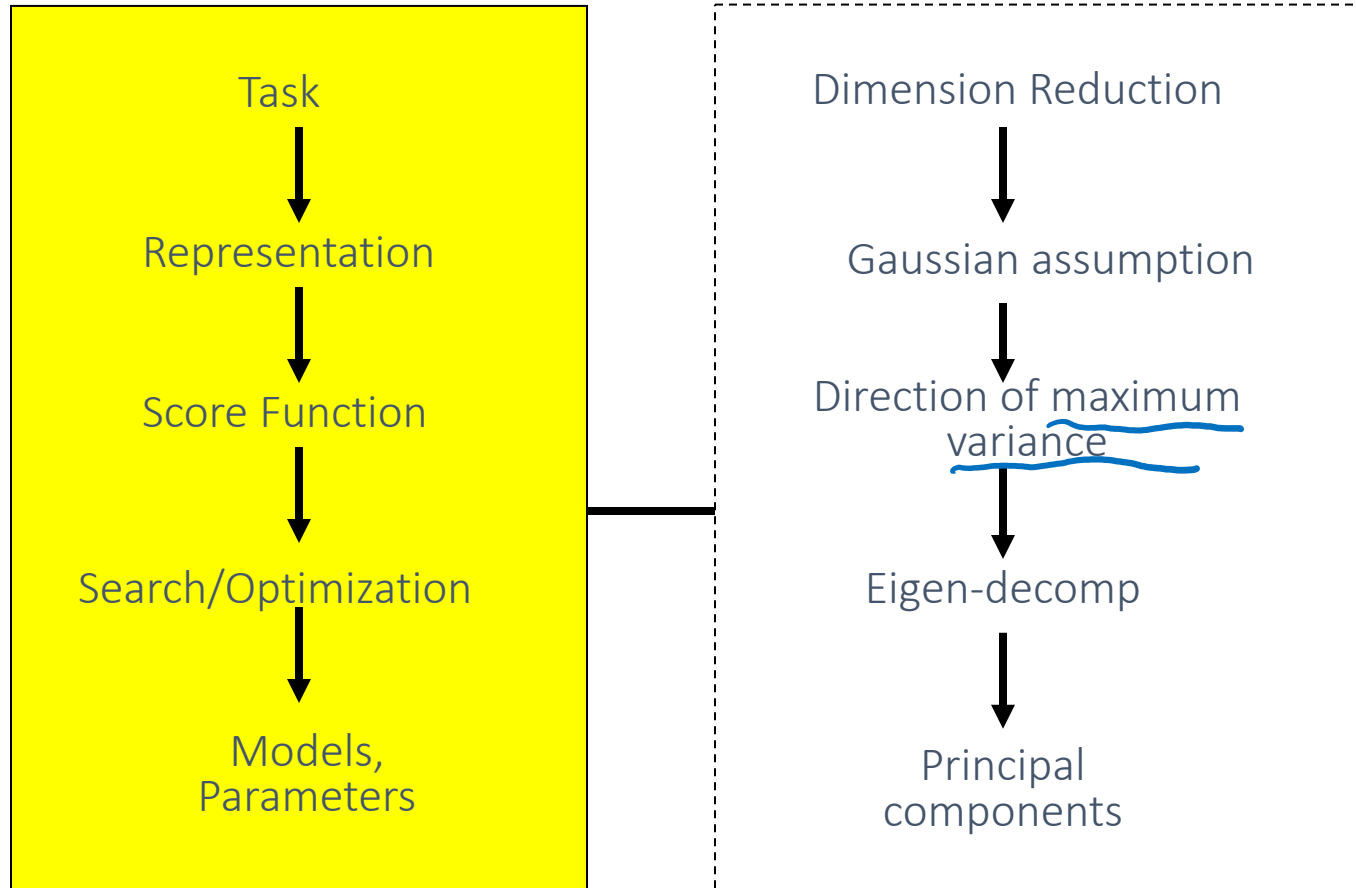 Task
Representation
Score Function
Search/Optimization
Models,
Parameters
Dimension Reduction
Gaussian assumption
Direction of maximum
variance
Eigen-decomp
Principal
components